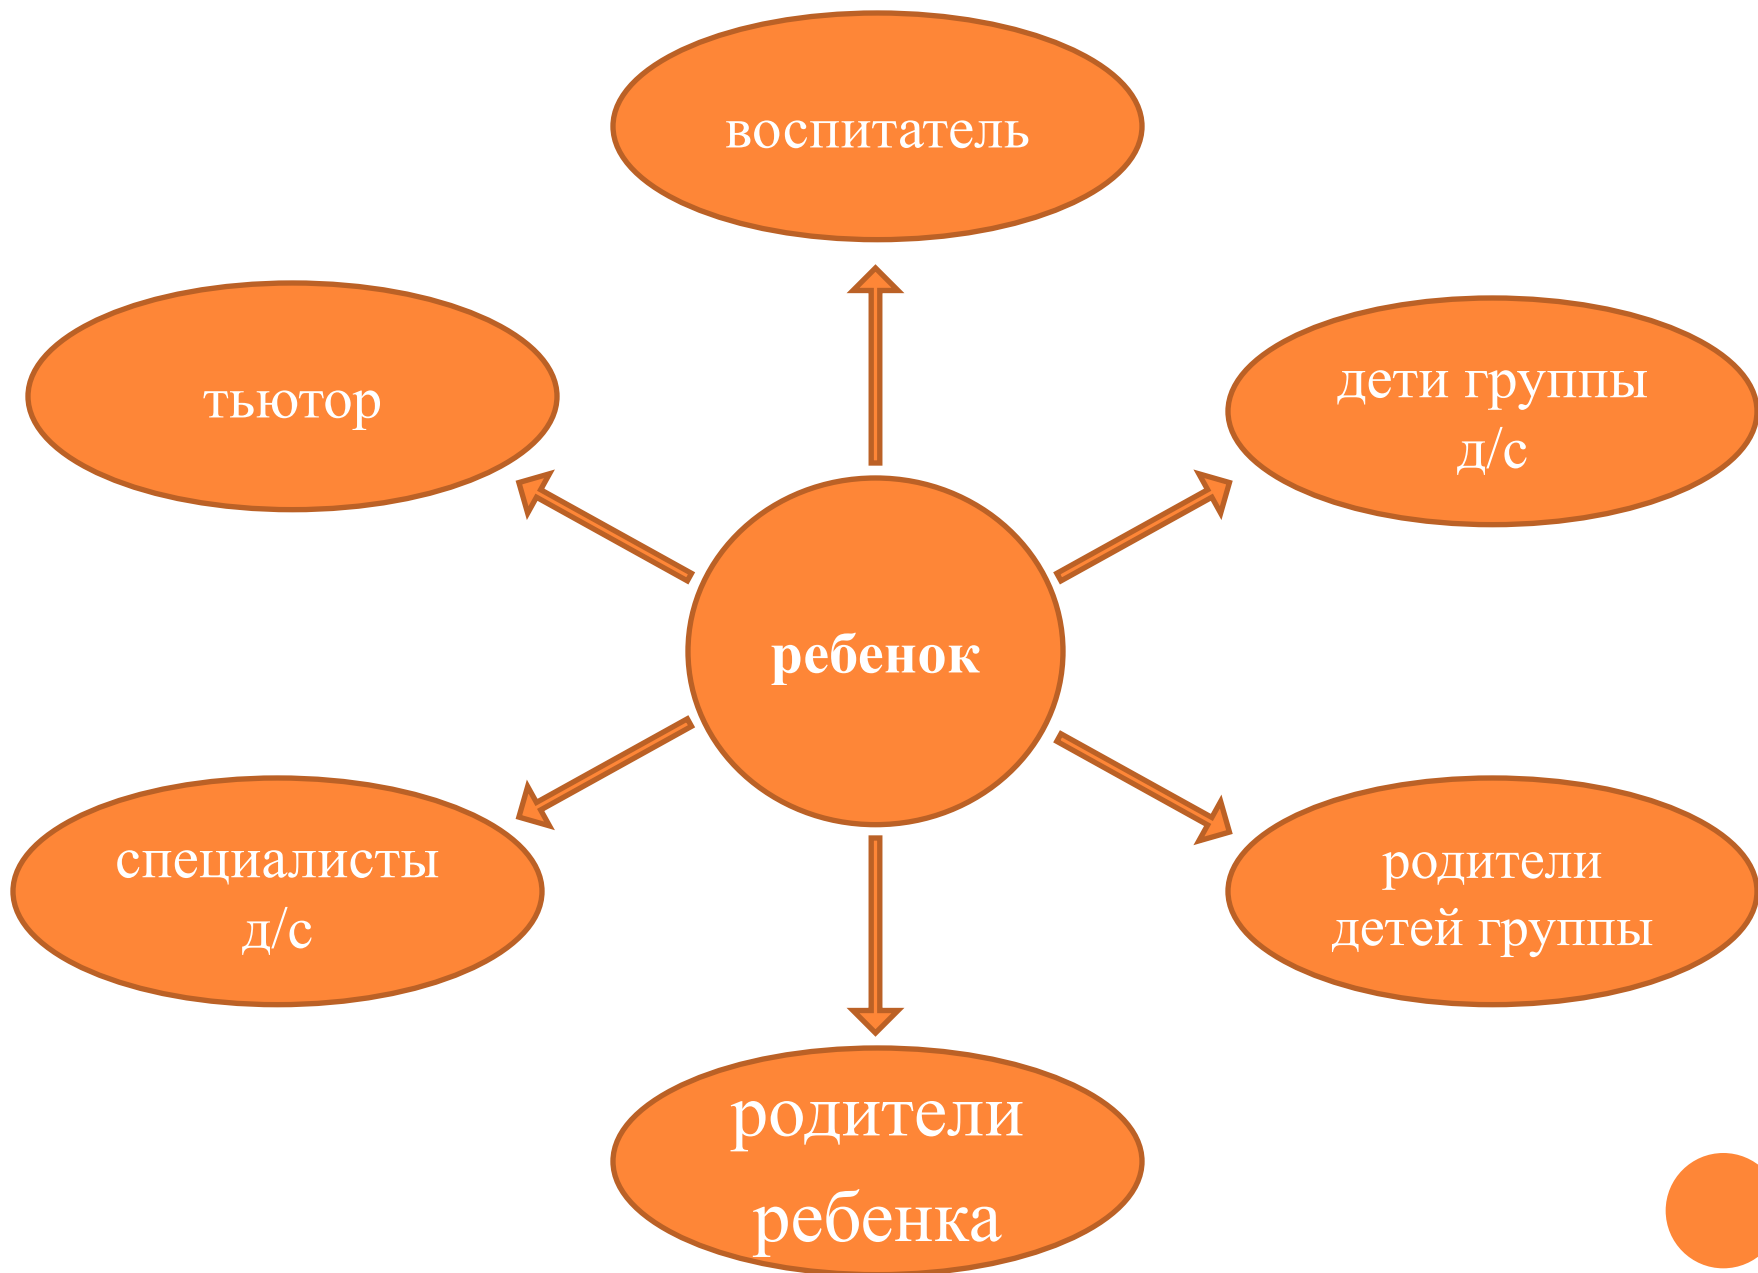 воспитатель
тьютор
дети группы
д/с
ребенок
специалисты
д/с
родители
детей группы
родители
ребенка